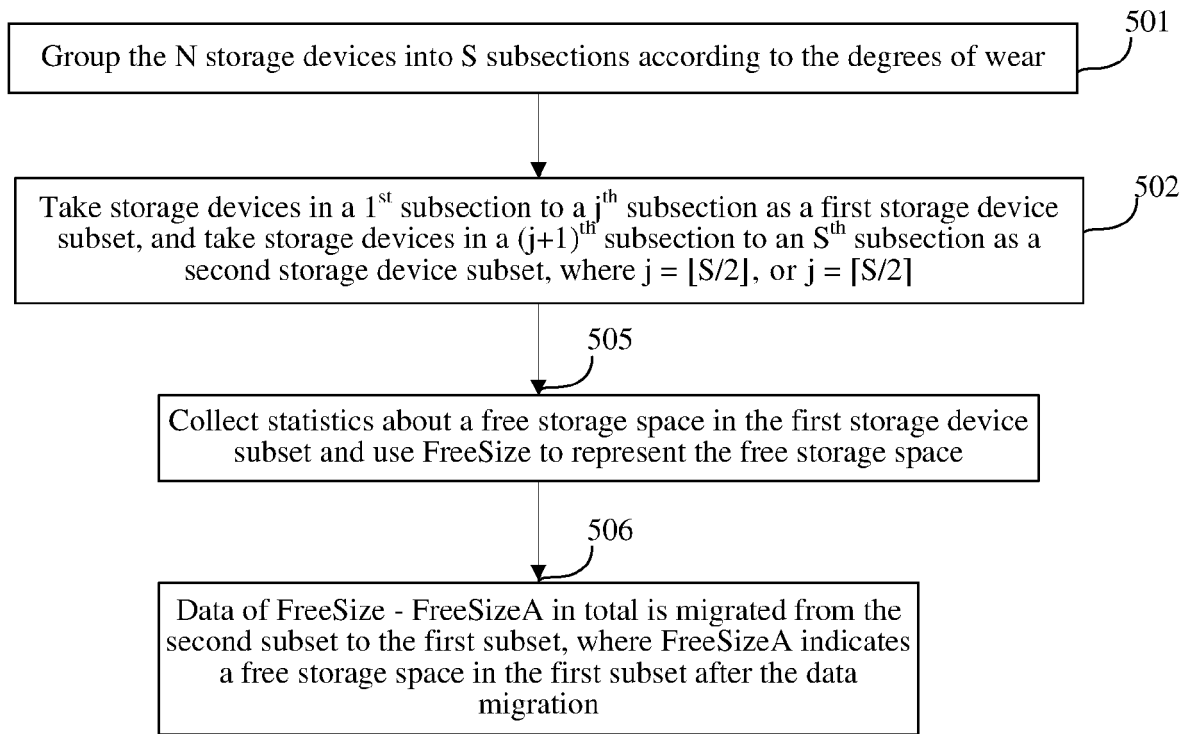 501
Group the N storage devices into S subsections according to the degrees of wear
502
Take storage devices in a 1st subsection to a jth subsection as a first storage device
subset, and take storage devices in a (j+1)th subsection to an Sth subsection as a
second storage device subset, where j = ⌊S/2⌋, or j = ⌈S/2⌉
505
Collect statistics about a free storage space in the first storage device
subset and use FreeSize to represent the free storage space
506
Data of FreeSize - FreeSizeA in total is migrated from the
second subset to the first subset, where FreeSizeA indicates
a free storage space in the first subset after the data
migration